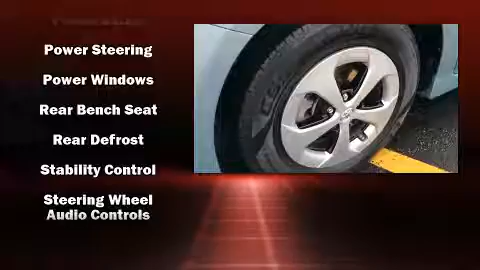 Power Steering
Power Windows
Rear Bench Seat
Rear Defrost
Stability Control
Steering Wheel
Audio Controls